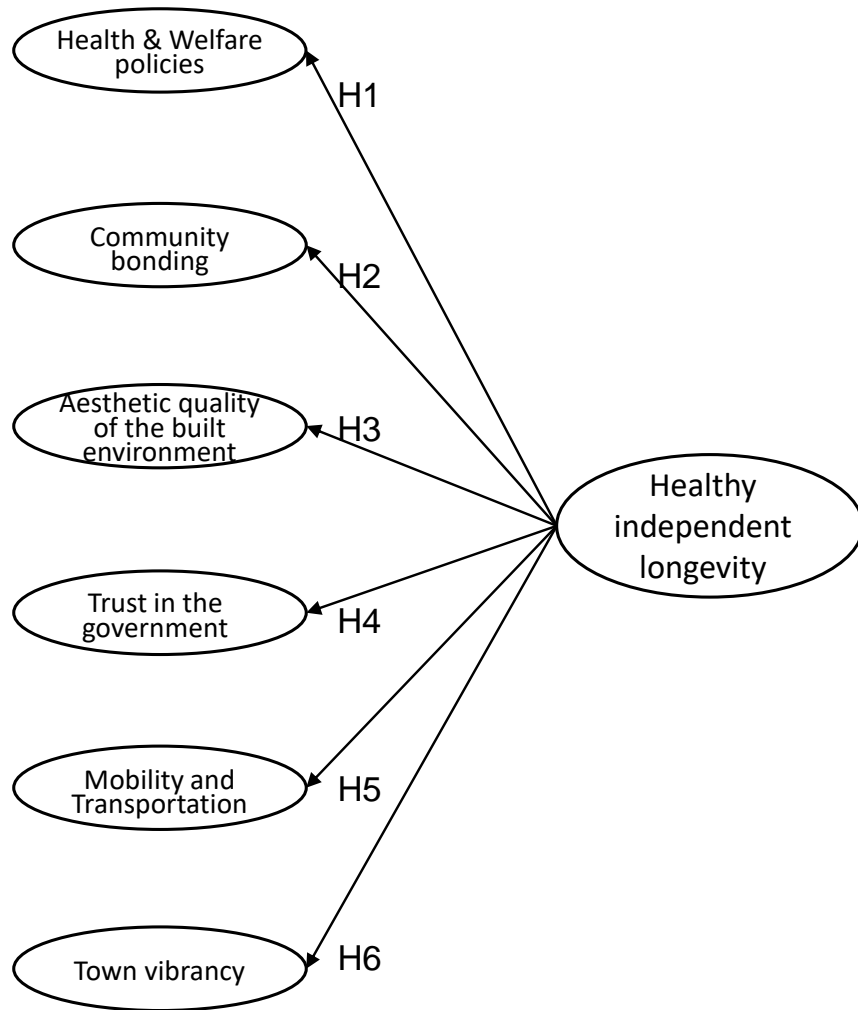 Health & Welfare
policies
H1
Community
bonding
H2
Aesthetic quality
of the built
environment
H3
Healthy
independent
longevity
Trust in the
government
H4
Mobility and
Transportation
H5
Town vibrancy
H6